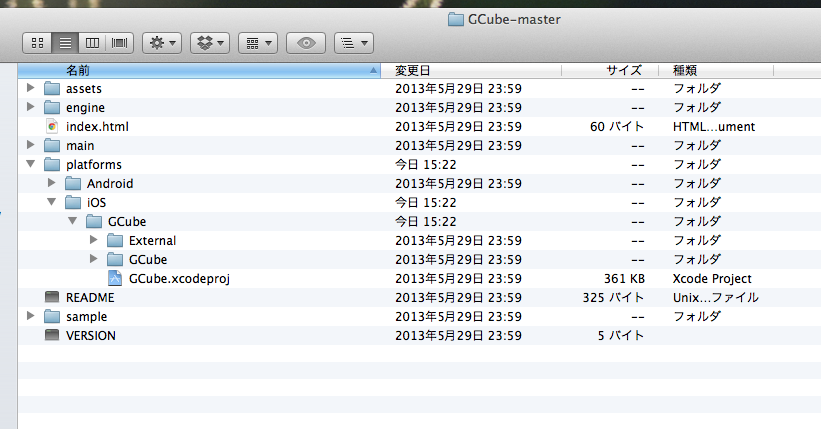 GCube-master
名前 変更日 サイズ 種類
assets 2013年5月29日 23:59 -- フォルダ
engine 2013年5月29日 23:59 -- フォルダ
index.html 2013年5月29日 23:59 60 バイト HTML...ument
main 2013年5月29日 23:59 -- フォルダ
platforms 今日 15:22 -- フォルダ
Android 2013年5月29日 23:59 -- フォルダ
iOS 今日 15:22 -- フォルダ
GCube 今日 15:22 -- フォルダ
External 2013年5月29日 23:59 -- フォルダ
GCube 2013年5月29日 23:59 -- フォルダ
GCube.xcodeproj 2013年5月29日 23:59 361 KB Xcode Project
README 2013年5月29日 23:59 325 バイト Unix...ファイル
sample 2013年5月29日 23:59 -- フォルダ
VERSION 2013年5月29日 23:59 5 バイト